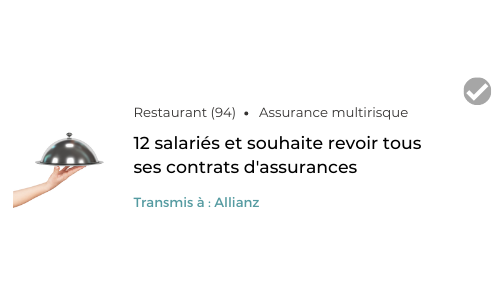 Restaurant (94) • Assurance multirisque
12 salariés et souhaite revoir tous
ses contrats d'assurances
Transmis à : Allianz